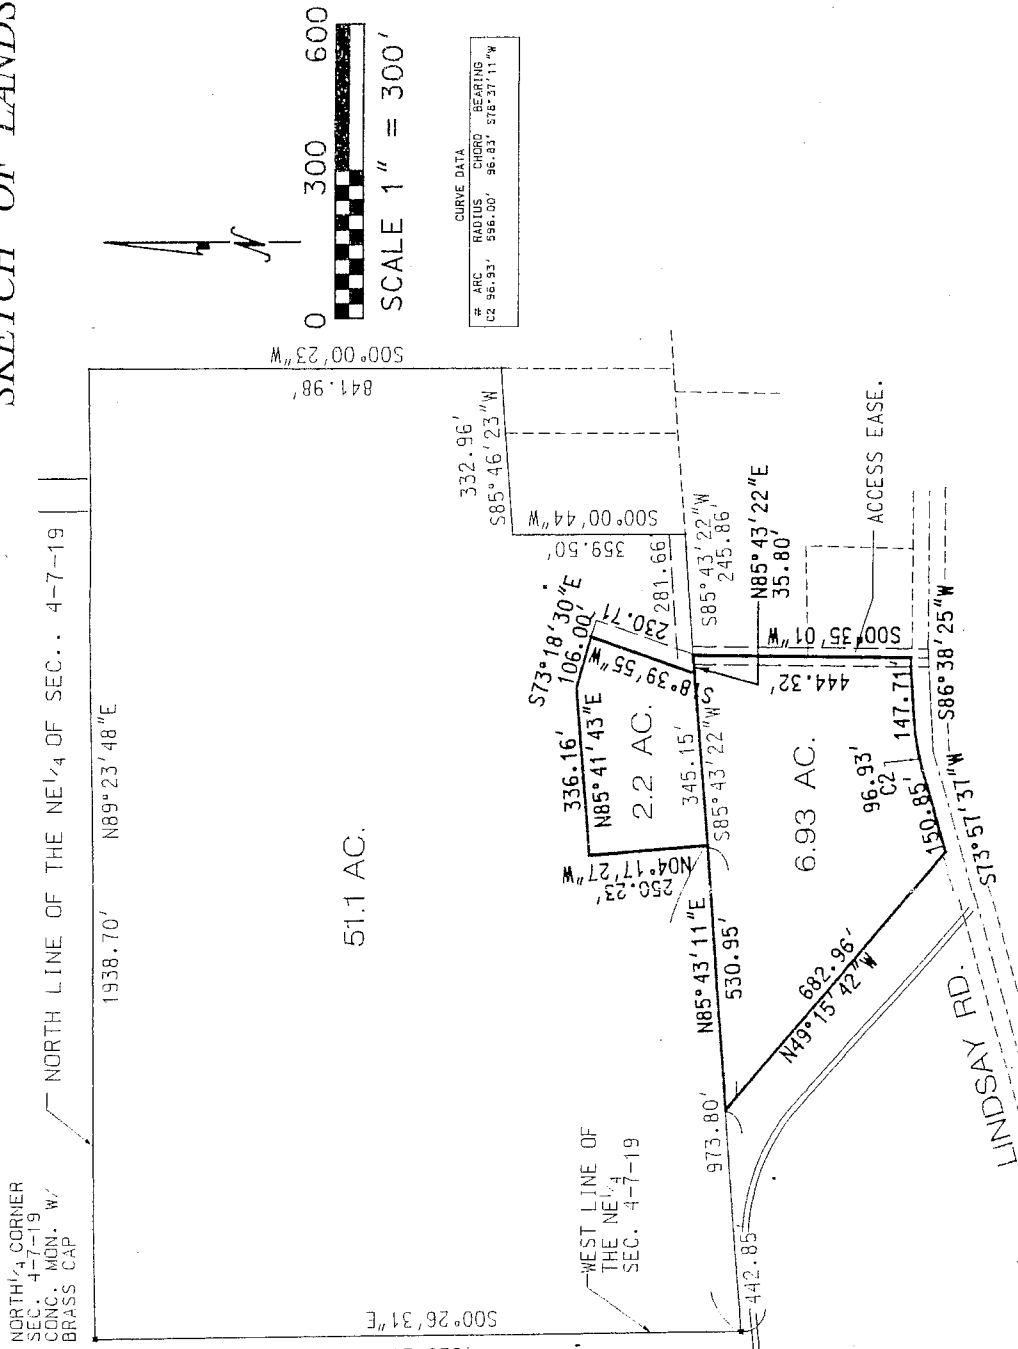 SKETCH OF LANDS
0 300 600
SCALE 1" = 300'
CURVE DATA
# ARC RADIUS CHORD BEARING
C2 96.93' 596.00' 96.83' S78°37'11"W
NORTH 1/4 CORNER
SEC. 4-7-19
CONC. MON. W/
BRASS CAP
NORTH LINE OF THE NE1/4 OF SEC.. 4-7-19
1938.70' N89°23'48"E
S00°00'23"W
841.98'
332.96'
S85°46'23"W
S00°00'44"W
359.50'
281.66'
S85°43'22"W
245.86'
N85°43'22"E
35.80'
S73°18'30"E
106.00'
230.71
8°39'55"W
336.16'
N85°41'43"E
2.2 AC.
345.15'
S85°43'22"W
N04°17'27"W
250.23'
51.1 AC.
N85°43'11"E
530.95'
973.80'
S00°35'01"W
444.32'
ACCESS EASE.
6.93 AC.
147.71'
S86°38'25"W
96.93'
C2
150.85'
S73°57'37"W
682.96'
N49°15'42"W
LINDSAY RD.
WEST LINE OF
THE NE1/4
SEC. 4-7-19
442.85'
S00°26'31"E